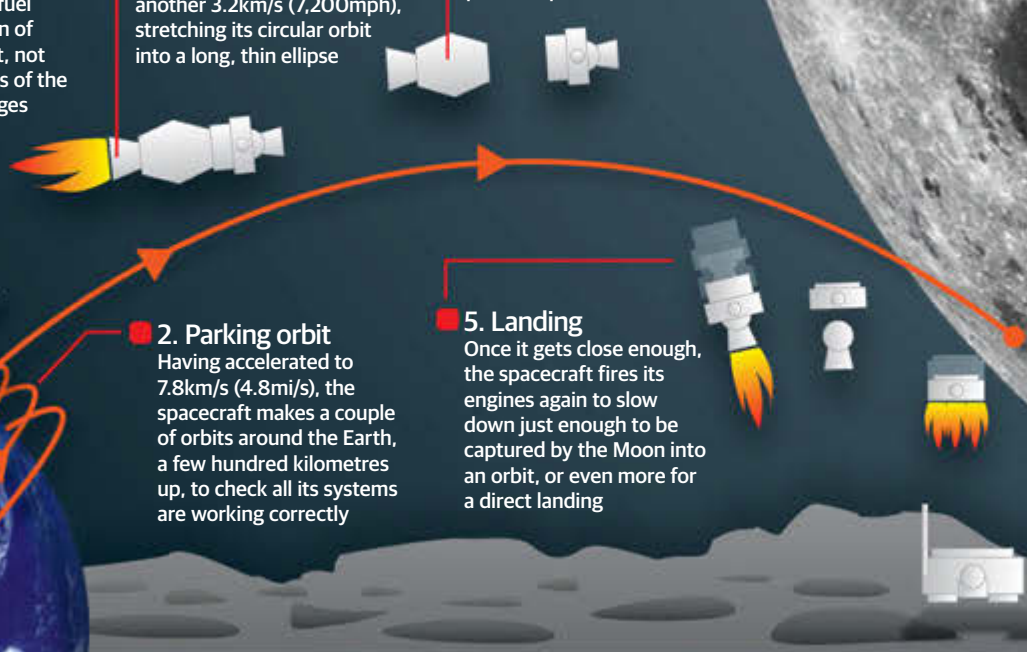 fuel
n of
t, not
s of the
ges
another 3.2km/s (7,200mph),
stretching its circular orbit
into a long, thin ellipse
2. Parking orbit
Having accelerated to
7.8km/s (4.8mi/s), the
spacecraft makes a couple
of orbits around the Earth,
a few hundred kilometres
up, to check all its systems
are working correctly
5. Landing
Once it gets close enough,
the spacecraft fires its
engines again to slow
down just enough to be
captured by the Moon into
an orbit, or even more for
a direct landing